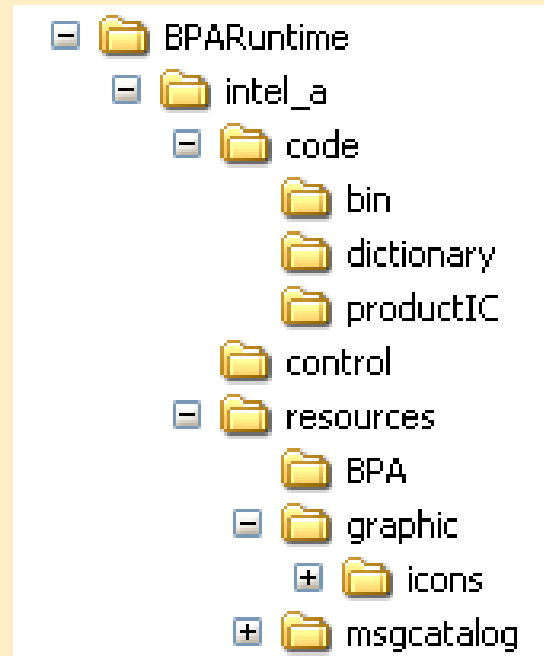 BPARuntime
intel_a
code
bin
dictionary
productIC
control
resources
BPA
graphic
icons
msgcatalog